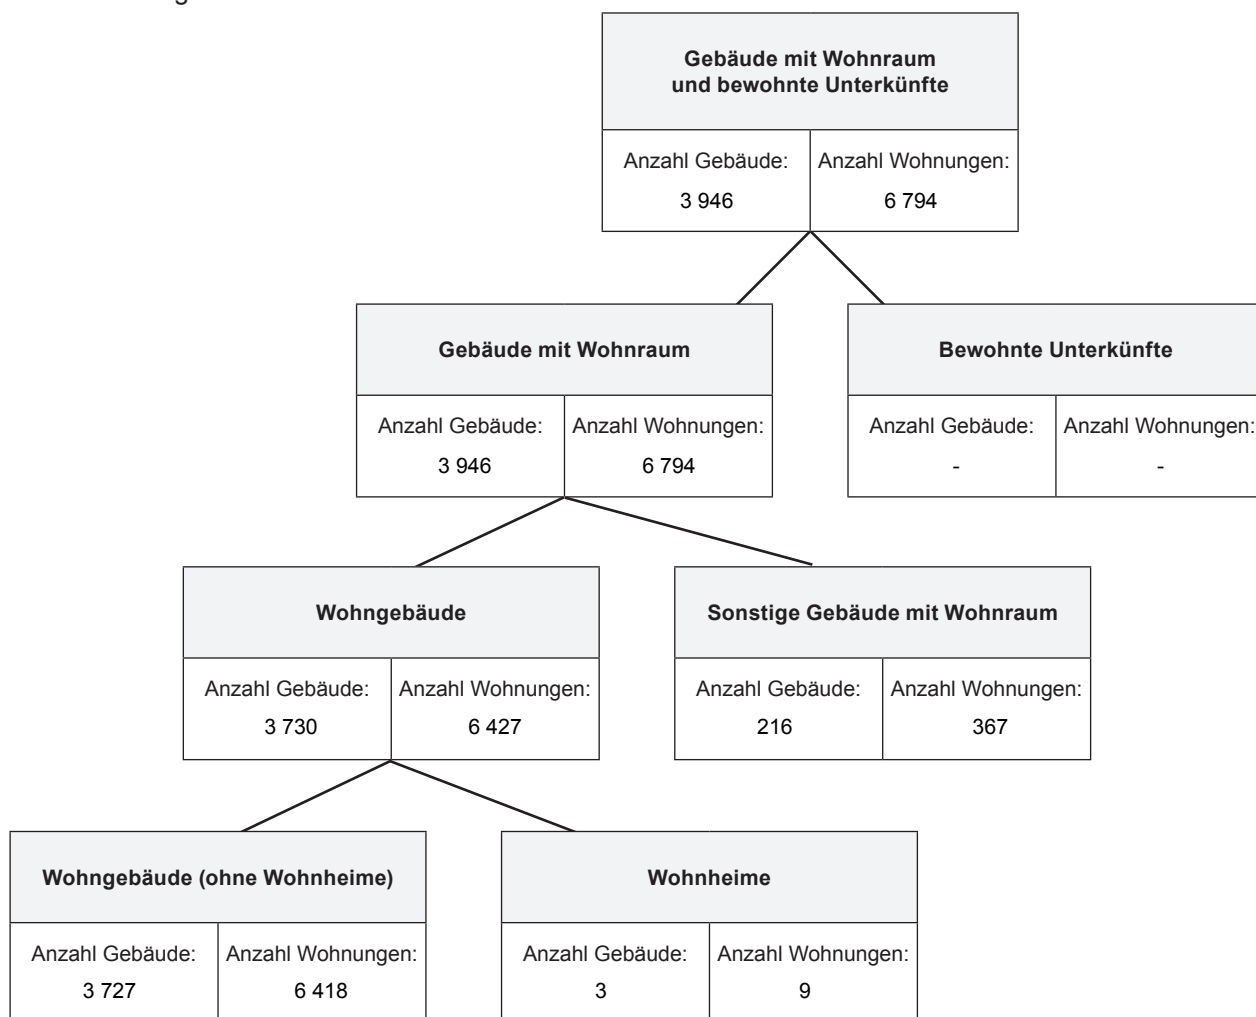 Gebäude mit Wohnraum
und bewohnte Unterkünfte
Anzahl Gebäude: Anzahl Wohnungen:
3 946 6 794
Gebäude mit Wohnraum Bewohnte Unterkünfte
Anzahl Gebäude: Anzahl Wohnungen: Anzahl Gebäude: Anzahl Wohnungen:
3 946 6 794 - -
Wohngebäude Sonstige Gebäude mit Wohnraum
Anzahl Gebäude: Anzahl Wohnungen: Anzahl Gebäude: Anzahl Wohnungen:
3 730 6 427 216 367
Wohngebäude (ohne Wohnheime) Wohnheime
Anzahl Gebäude: Anzahl Wohnungen: Anzahl Gebäude: Anzahl Wohnungen:
3 727 6 418 3 9